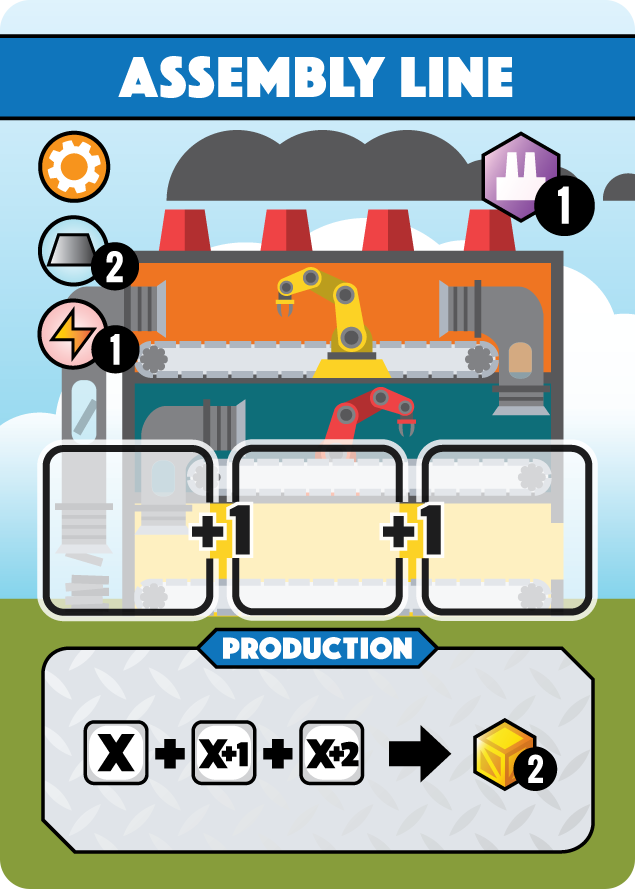 ASSEMBLY LINE
1
2
1
+1 +1
PRODUCTION
X + X+1 + X+2 2